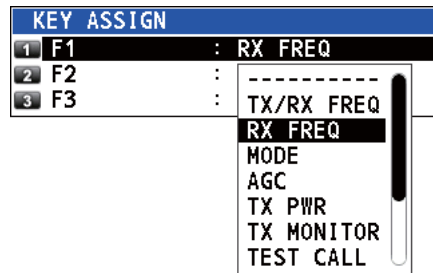 KEY ASSIGN
1 F1 : RX FREQ
2 F2 :
3 F3 :
----------
TX/RX FREQ
RX FREQ
MODE
AGC
TX PWR
TX MONITOR
TEST CALL